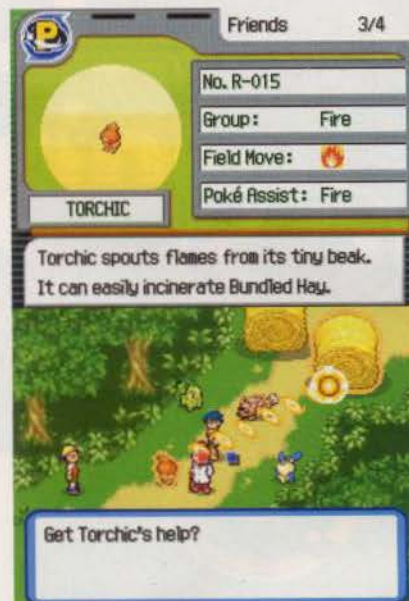 P
Friends 3/4
No. R-015
Group: Fire
Field Move:
TORCHIC
Poké Assist: Fire
Torchic spouts flames from its tiny beak.
It can easily incinerate Bundled Hay.
Get Torchic's help?